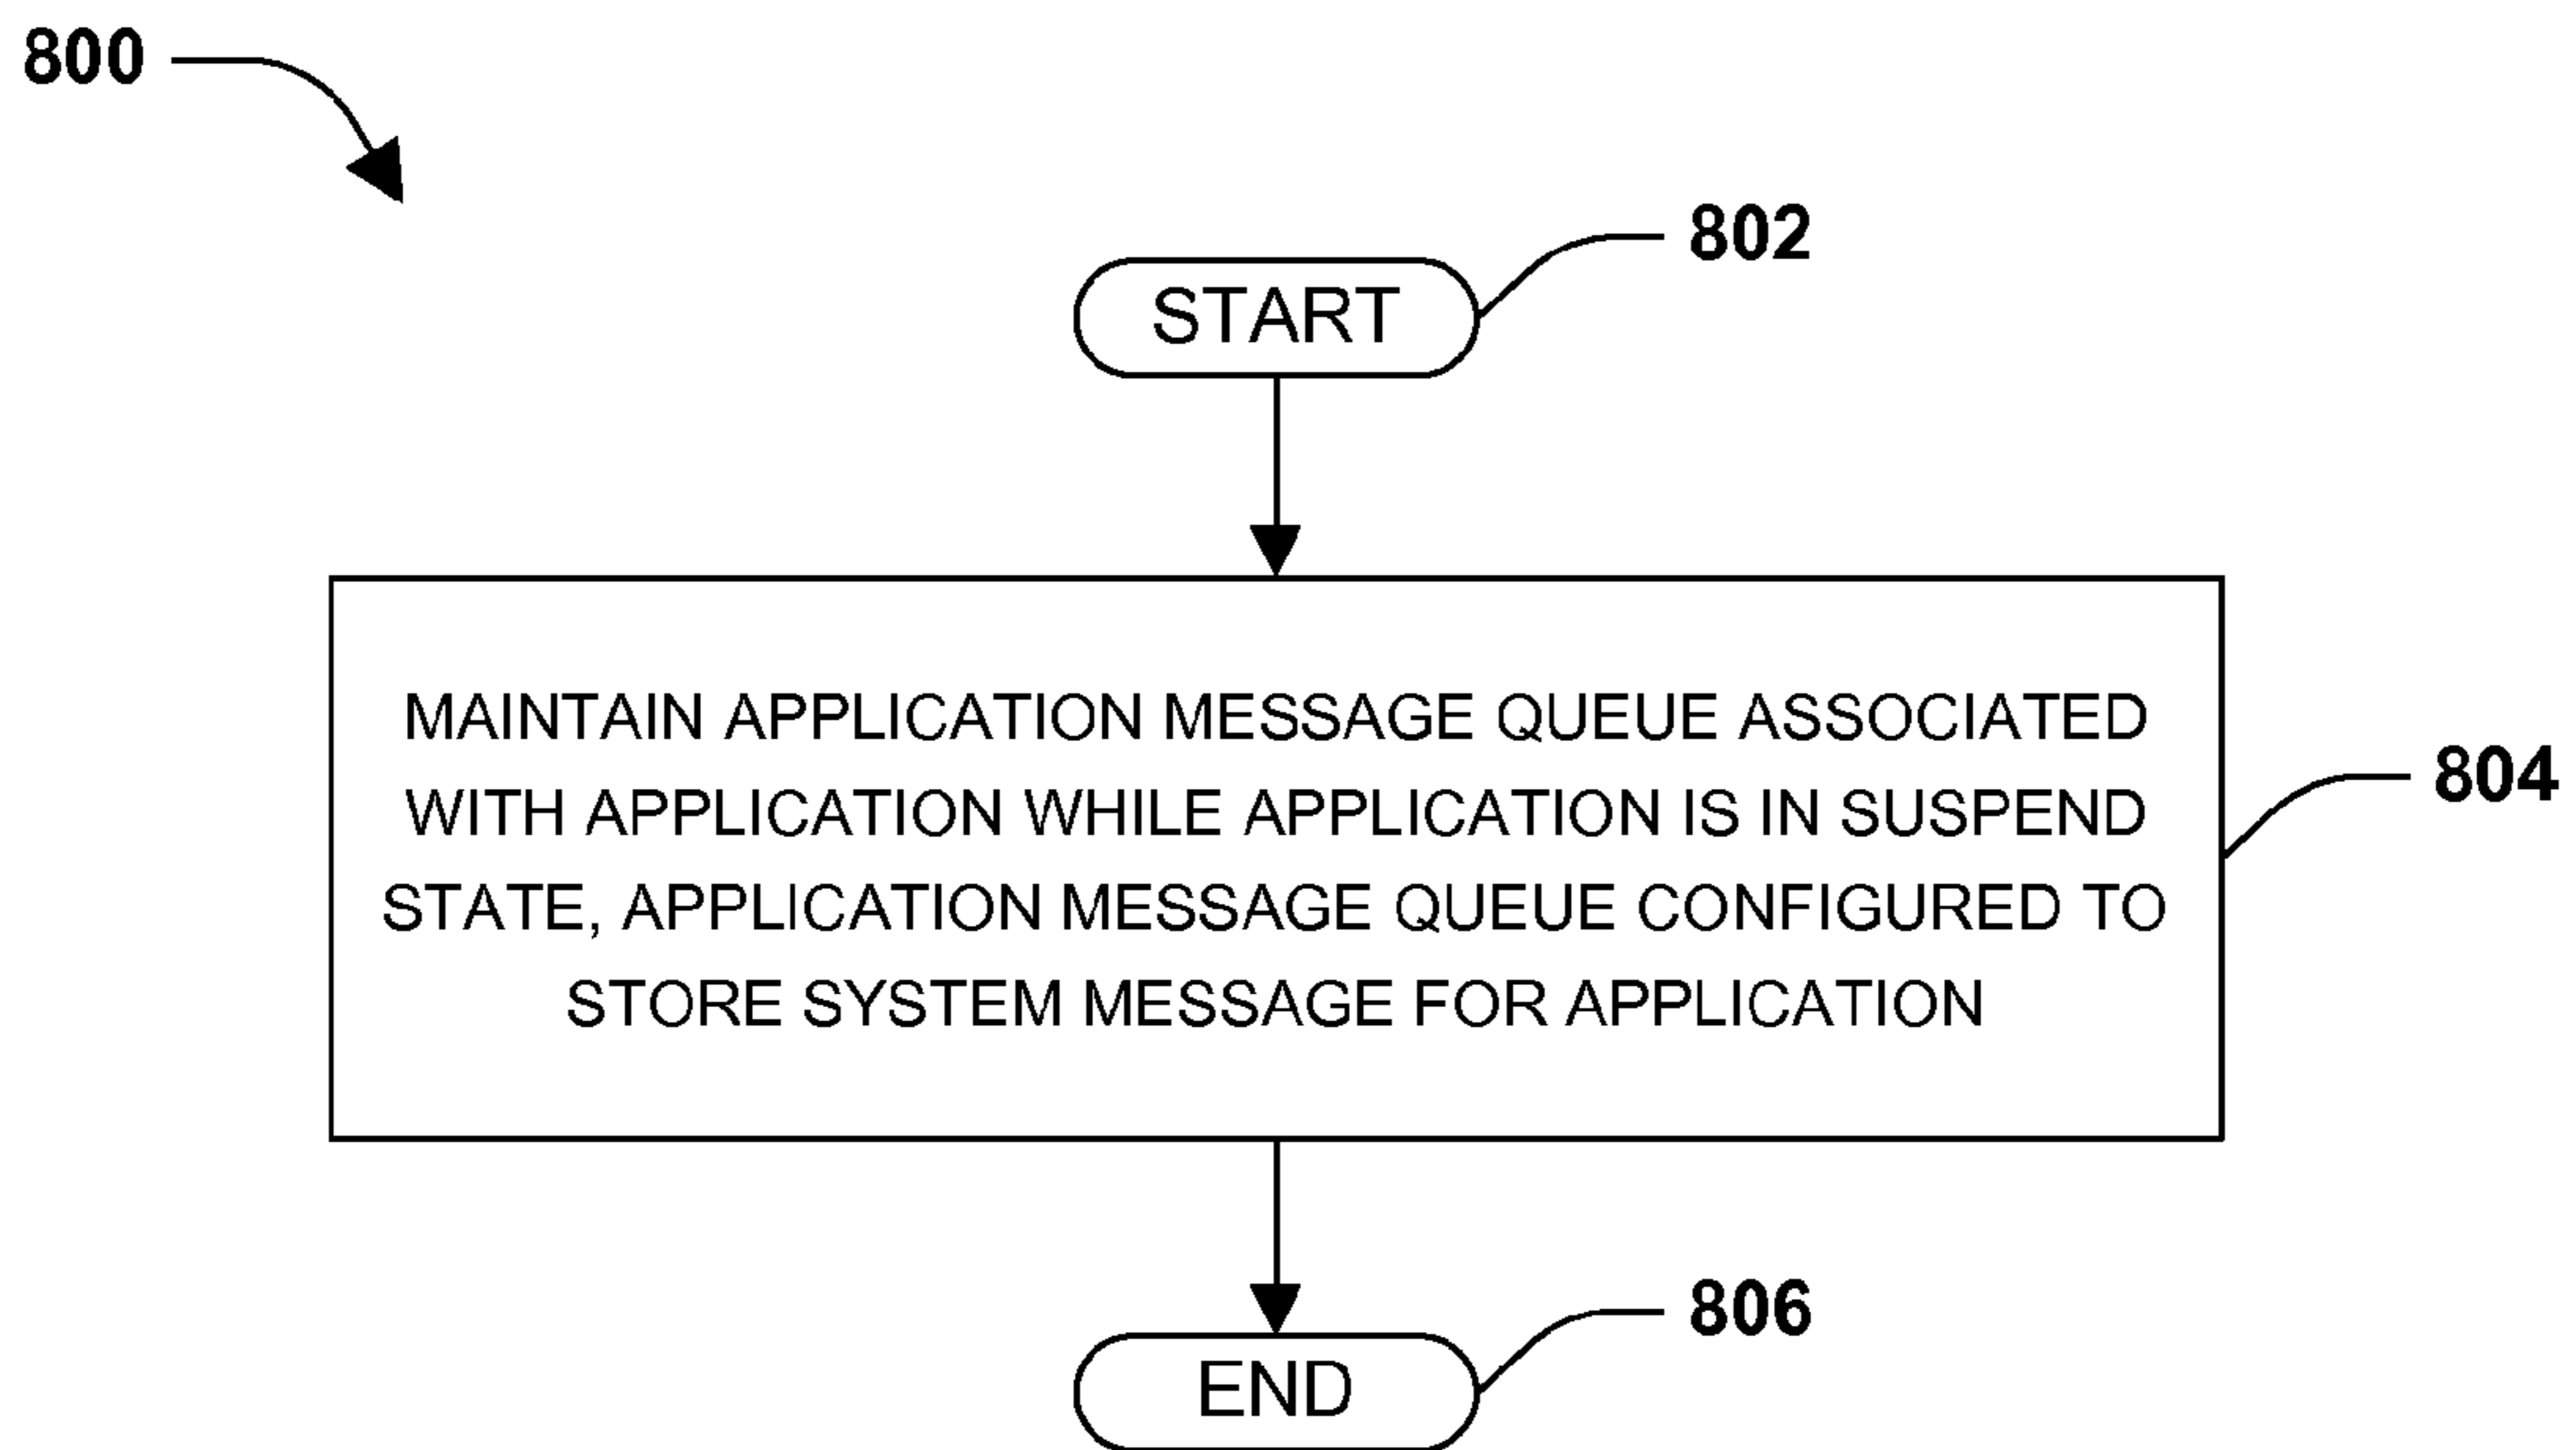 800
802
START
MAINTAIN APPLICATION MESSAGE QUEUE ASSOCIATED
WITH APPLICATION WHILE APPLICATION IS IN SUSPEND
STATE, APPLICATION MESSAGE QUEUE CONFIGURED TO
STORE SYSTEM MESSAGE FOR APPLICATION
804
806
END